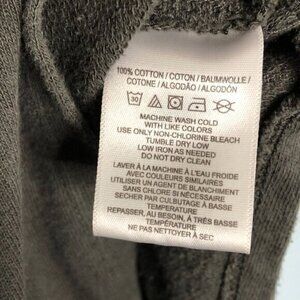 100% COTTON / COTON / BAUMWOLLE /
COTONE / ALGODÃO / ALGODÓN
30
MACHINE WASH COLD
WITH LIKE COLORS
USE ONLY NON-CHLORINE BLEACH
TUMBLE DRY LOW
LOW IRON AS NEEDED
DO NOT DRY CLEAN
LAVER À LA MACHINE À L'EAU FROIDE
AVEC COULEURS SIMILAIRES
UTILISER UN AGENT DE BLANCHIMENT
SANS CHLORE SI NÉCESSAIRE
SECHER PAR CULBUTAGE À BASSE
TEMPÉRATURE
REPASSER, AU BESOIN, À TRÈS BASSE
TEMPÉRATURE
NE PAS NETTOYER À SEC